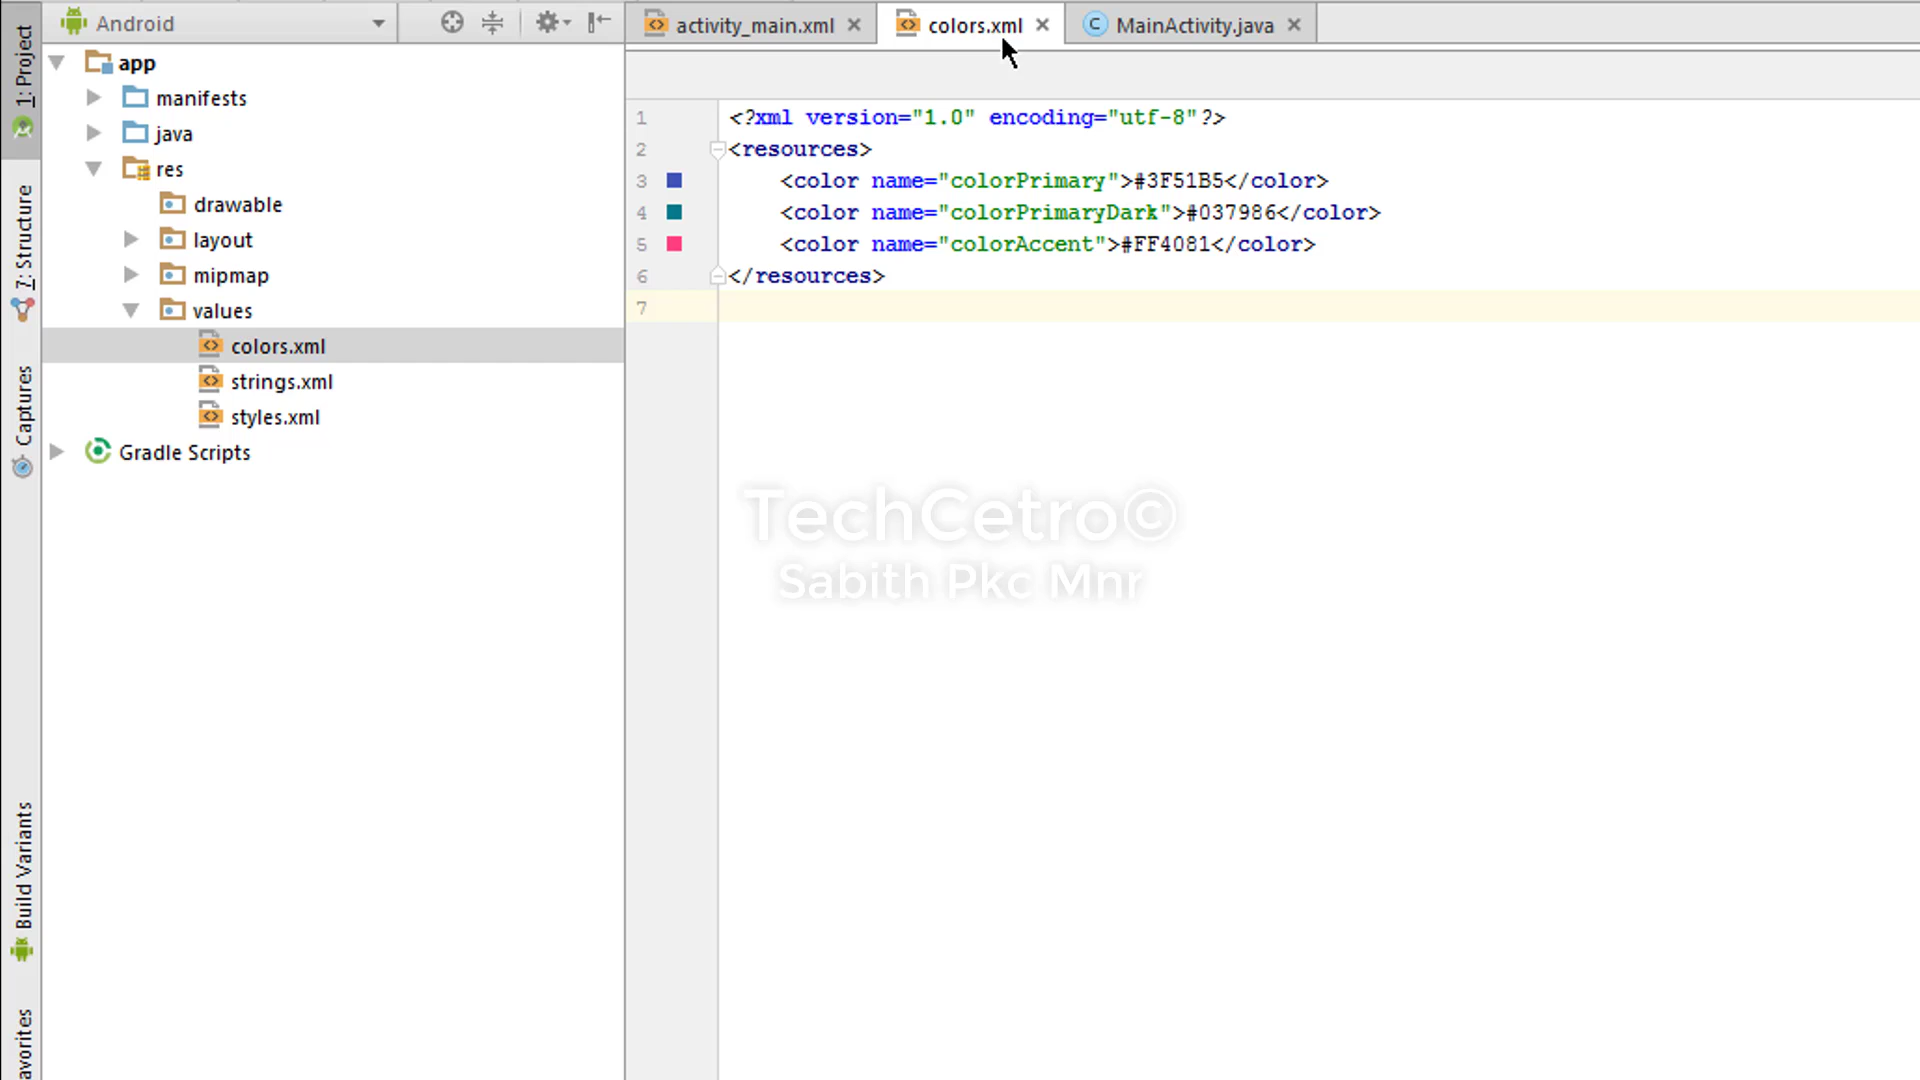 1: Project
7: Structure
Captures
Build Variants
avorites
Android
app
manifests
java
res
drawable
layout
mipmap
values
colors.xml
strings.xml
styles.xml
Gradle Scripts
activity_main.xml
colors.xml
MainActivity.java
1 <?xml version="1.0" encoding="utf-8"?>
2 <resources>
3 <color name="colorPrimary">#3F51B5</color>
4 <color name="colorPrimaryDark">#037986</color>
5 <color name="colorAccent">#FF4081</color>
6 </resources>
7
TechCetro©
Sabith Pkc Mnr